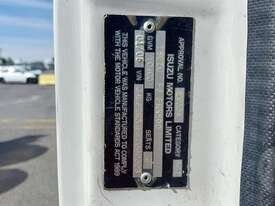 ISUZU MOTORS LIMITED
APPROVAL NO.
CATEGORY
GVM
KG
SEATS
VIN
THIS VEHICLE WAS MANUFACTURED TO COMPLY
WITH THE MOTOR VEHICLE STANDARDS ACT 1989